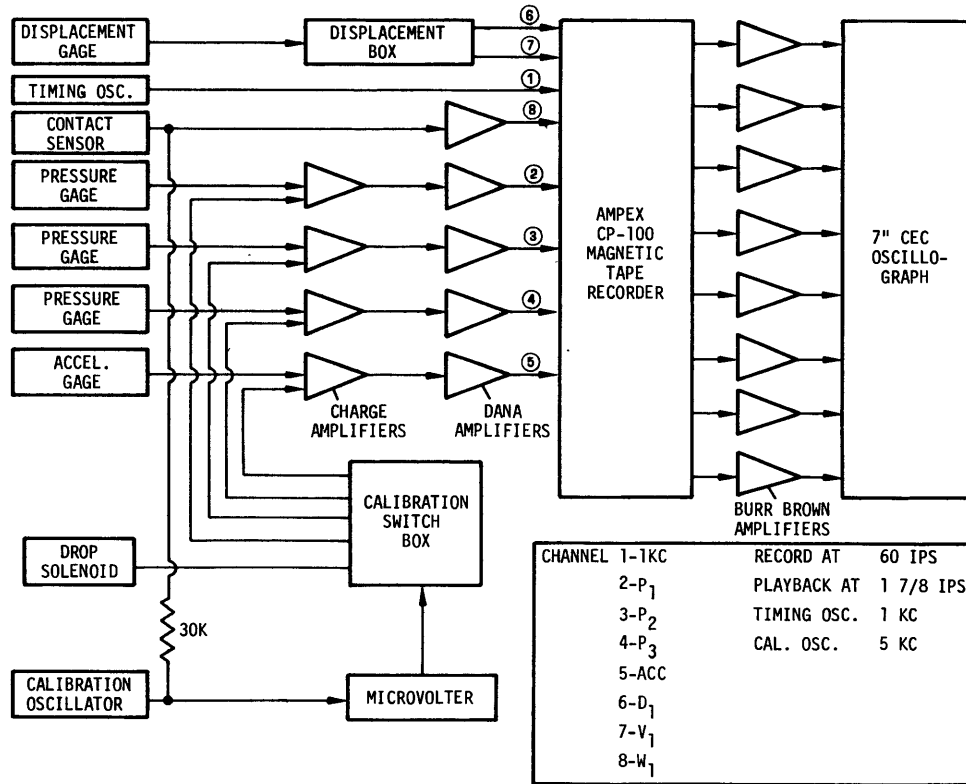 DISPLACEMENT
GAGE
DISPLACEMENT
BOX
6
7
TIMING OSC.
1
CONTACT
SENSOR
8
PRESSURE
GAGE
2
PRESSURE
GAGE
3
PRESSURE
GAGE
4
ACCEL.
GAGE
5
CHARGE
AMPLIFIERS
DANA
AMPLIFIERS
AMPEX
CP-100
MAGNETIC
TAPE
RECORDER
7" CEC
OSCILLO-
GRAPH
BURR BROWN
AMPLIFIERS
CALIBRATION
SWITCH
BOX
DROP
SOLENOID
30K
CALIBRATION
OSCILLATOR
MICROVOLTER
CHANNEL 1-1KC RECORD AT 60 IPS
2-P1 PLAYBACK AT 1 7/8 IPS
3-P2 TIMING OSC. 1 KC
4-P3 CAL. OSC. 5 KC
5-ACC
6-D1
7-V1
8-W1